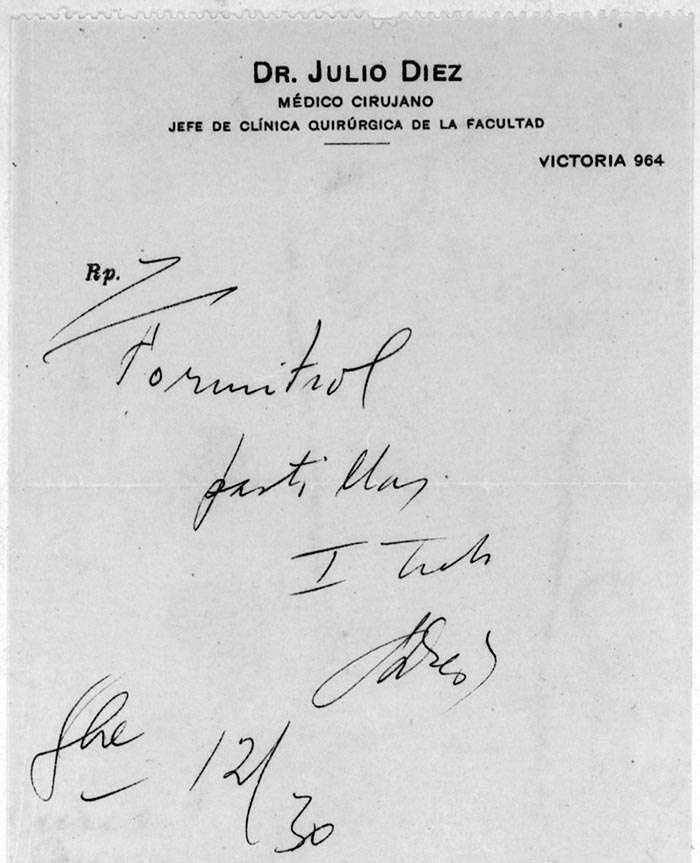 DR. JULIO DIEZ
MÉDICO CIRUJANO
JEFE DE CLÍNICA QUIRÚRGICA DE LA FACULTAD
VICTORIA 964
Rp.
Formitrol
pastillas
I Tubo
12/30